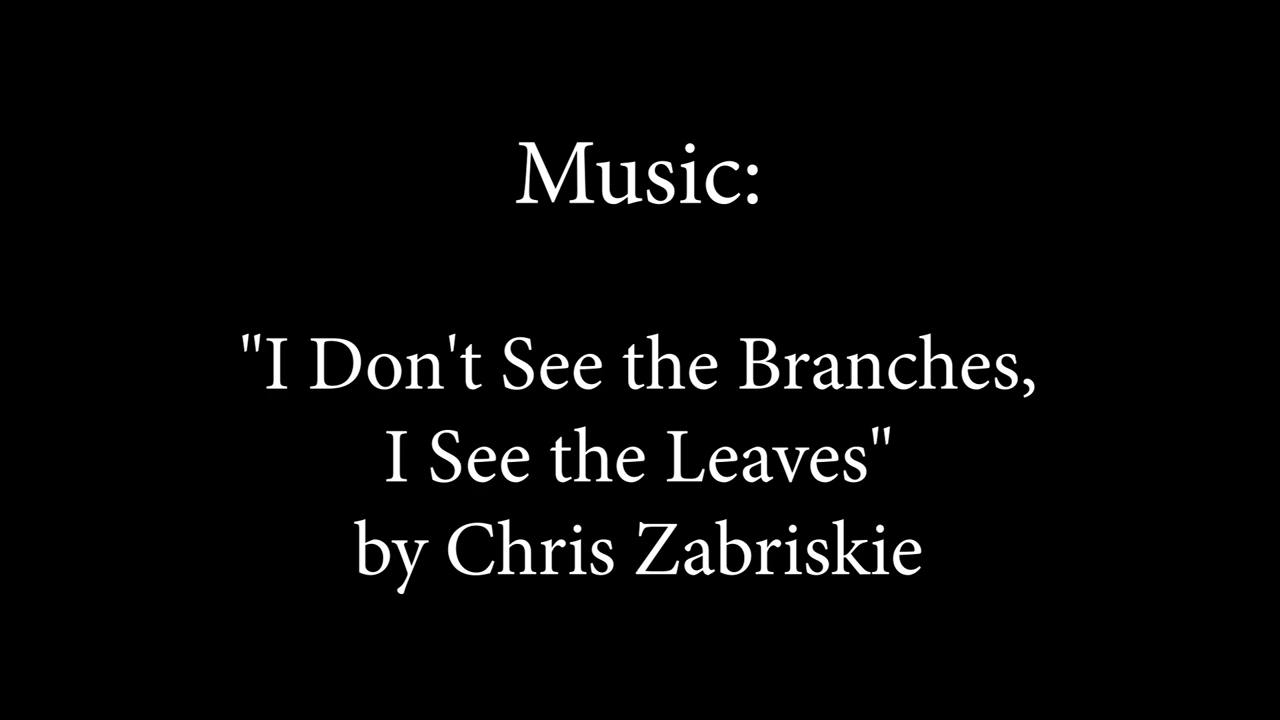 Music:
"I Don't See the Branches,
I See the Leaves"
by Chris Zabriskie